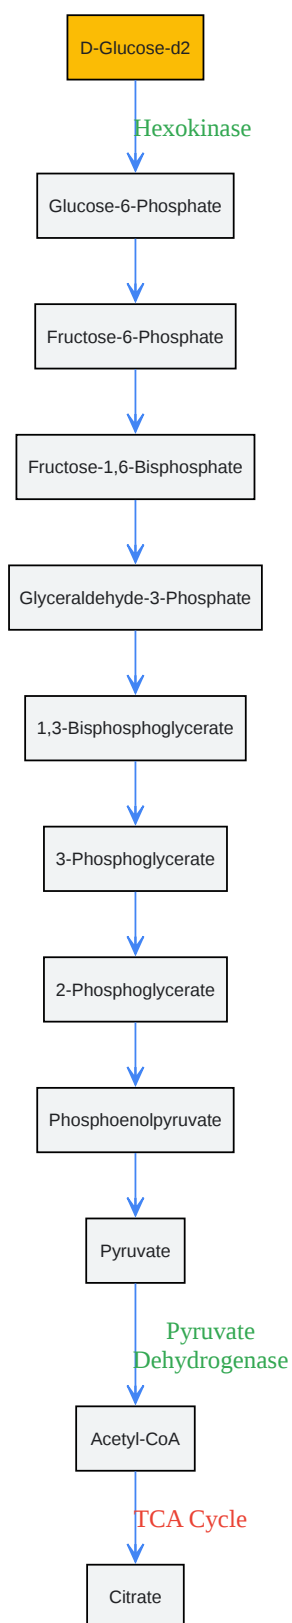 D-Glucose-d2
Hexokinase
Glucose-6-Phosphate
Fructose-6-Phosphate
Fructose-1,6-Bisphosphate
Glyceraldehyde-3-Phosphate
1,3-Bisphosphoglycerate
3-Phosphoglycerate
2-Phosphoglycerate
Phosphoenolpyruvate
Pyruvate
Pyruvate
Dehydrogenase
Acetyl-CoA
TCA Cycle
Citrate